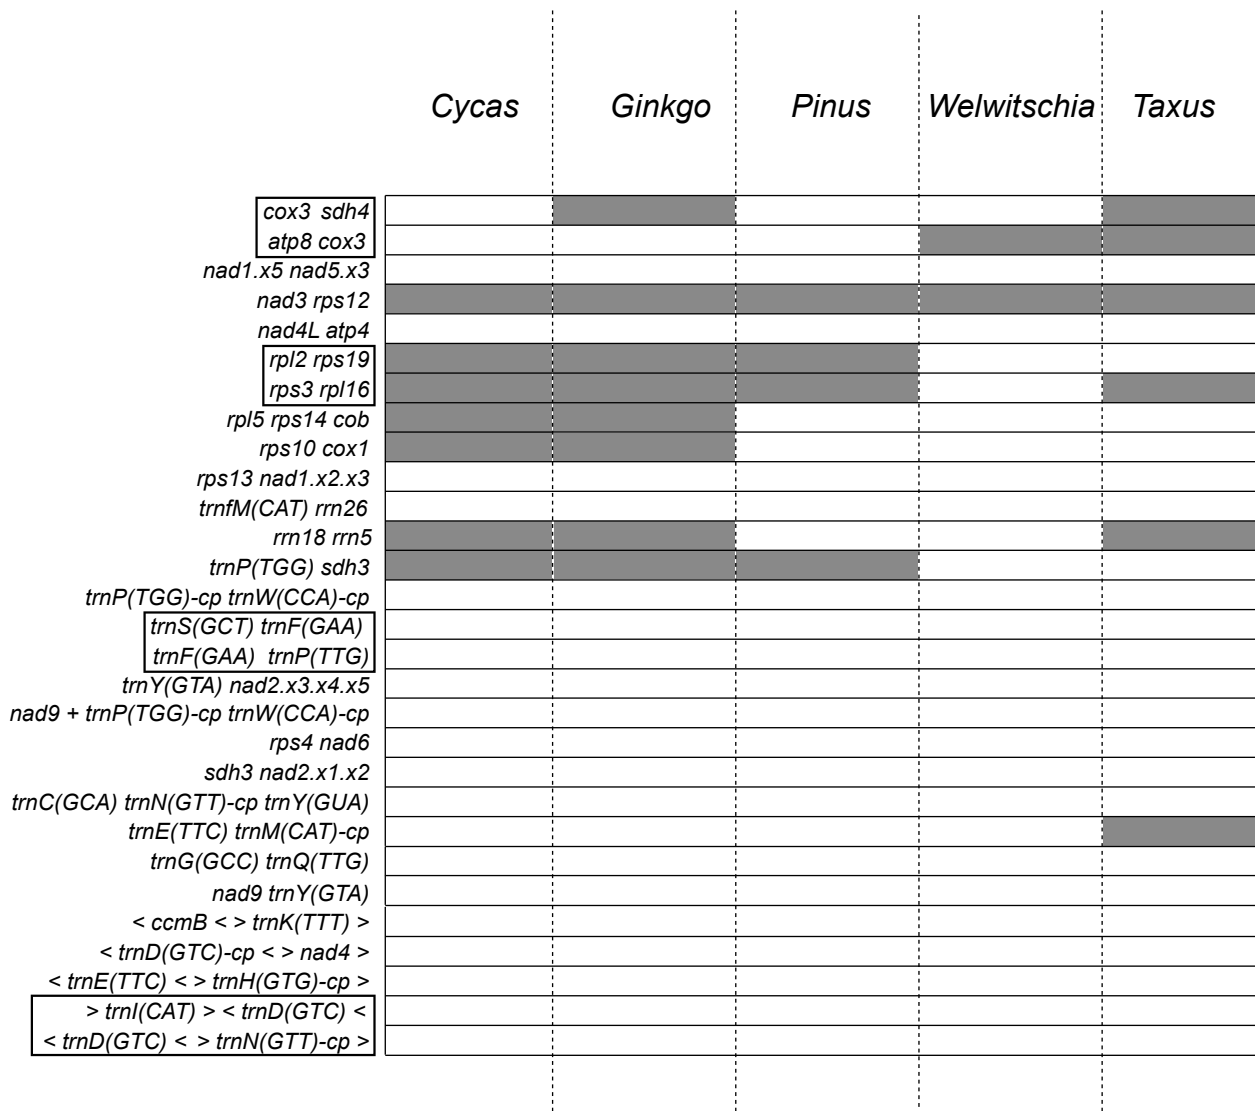 Cycas Ginkgo Pinus Welwitschia Taxus
cox3 sdh4
atp8 cox3
nad1.x5 nad5.x3
nad3 rps12
nad4L atp4
rpl2 rps19
rps3 rpl16
rpl5 rps14 cob
rps10 cox1
rps13 nad1.x2.x3
trnfM(CAT) rrn26
rrn18 rrn5
trnP(TGG) sdh3
trnP(TGG)-cp trnW(CCA)-cp
trnS(GCT) trnF(GAA)
trnF(GAA) trnP(TTG)
trnY(GTA) nad2.x3.x4.x5
nad9 + trnP(TGG)-cp trnW(CCA)-cp
rps4 nad6
sdh3 nad2.x1.x2
trnC(GCA) trnN(GTT)-cp trnY(GUA)
trnE(TTC) trnM(CAT)-cp
trnG(GCC) trnQ(TTG)
nad9 trnY(GTA)
< ccmB < > trnK(TTT) >
< trnD(GTC)-cp < > nad4 >
< trnE(TTC) < > trnH(GTG)-cp >
> trnI(CAT) > < trnD(GTC) <
< trnD(GTC) < > trnN(GTT)-cp >